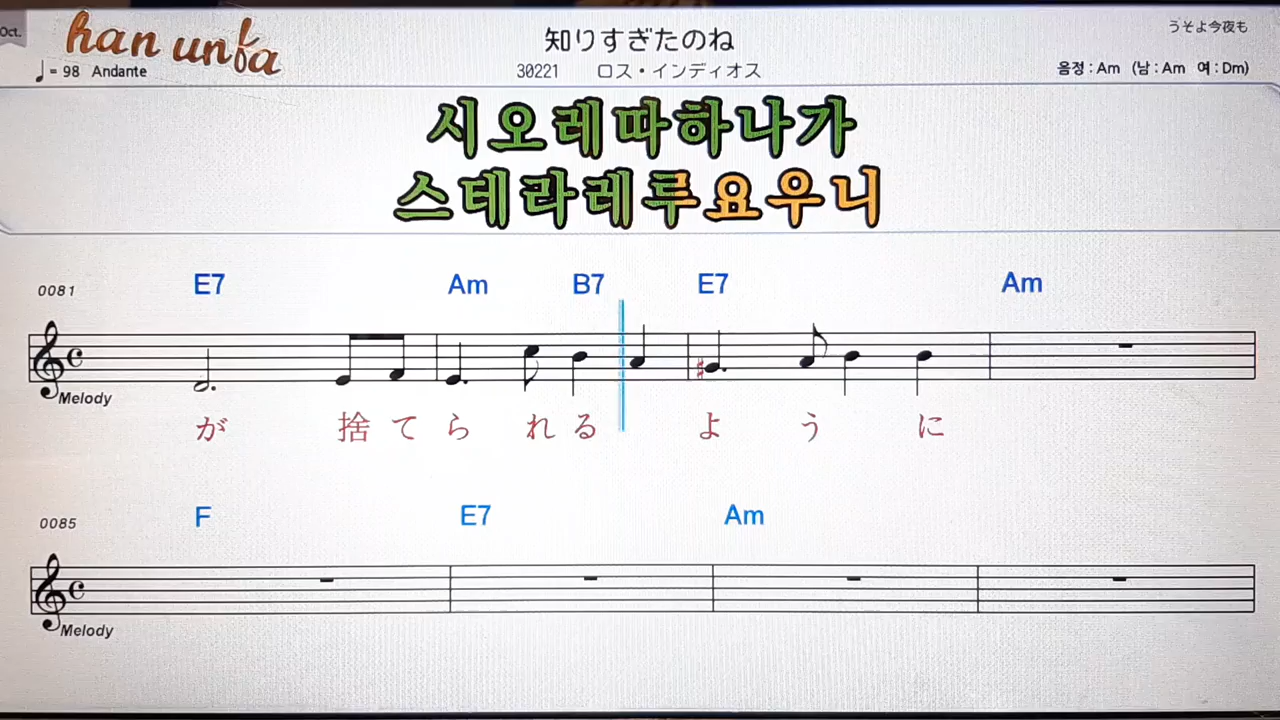 Oct.
han unfa
知りすぎたのね
うそよ今夜も
♩= 98 Andante
30221 ロス・インディオス
음정 : Am (남 : Am 여 : Dm)
시오레따하나가
스테라레루요우니
E7 Am B7 E7 Am
0081
Melody
が 捨 て ら れ る よ う に
F E7 Am
0085
Melody